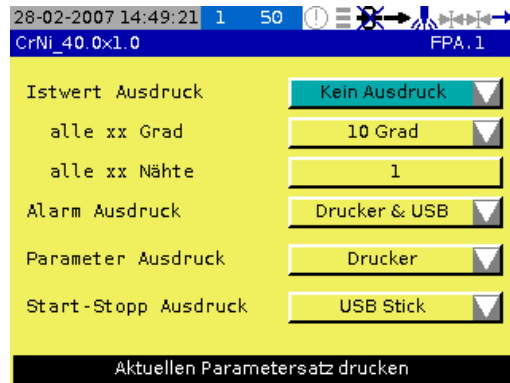 28-02-2007 14:49:21 1 50
CrNi_40.0x1.0 FPA.1
Istwert Ausdruck Kein Ausdruck
alle xx Grad 10 Grad
alle xx Nähte 1
Alarm Ausdruck Drucker & USB
Parameter Ausdruck Drucker
Start-Stopp Ausdruck USB Stick
Aktuellen Parametersatz drucken